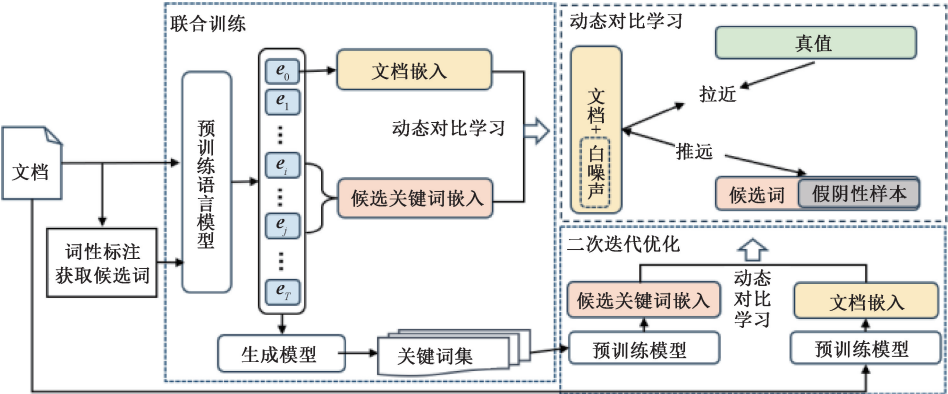 联合训练
文档
词性标注
获取候选词
预训练语言模型
e0
e1
...
ei
...
ej
...
eT
文档嵌入
动态对比学习
候选关键词嵌入
生成模型
关键词集
动态对比学习
真值
文档+
白噪声
拉近
推远
候选词
假阴性样本
二次迭代优化
候选关键词嵌入
动态
对比
学习
文档嵌入
预训练模型
预训练模型